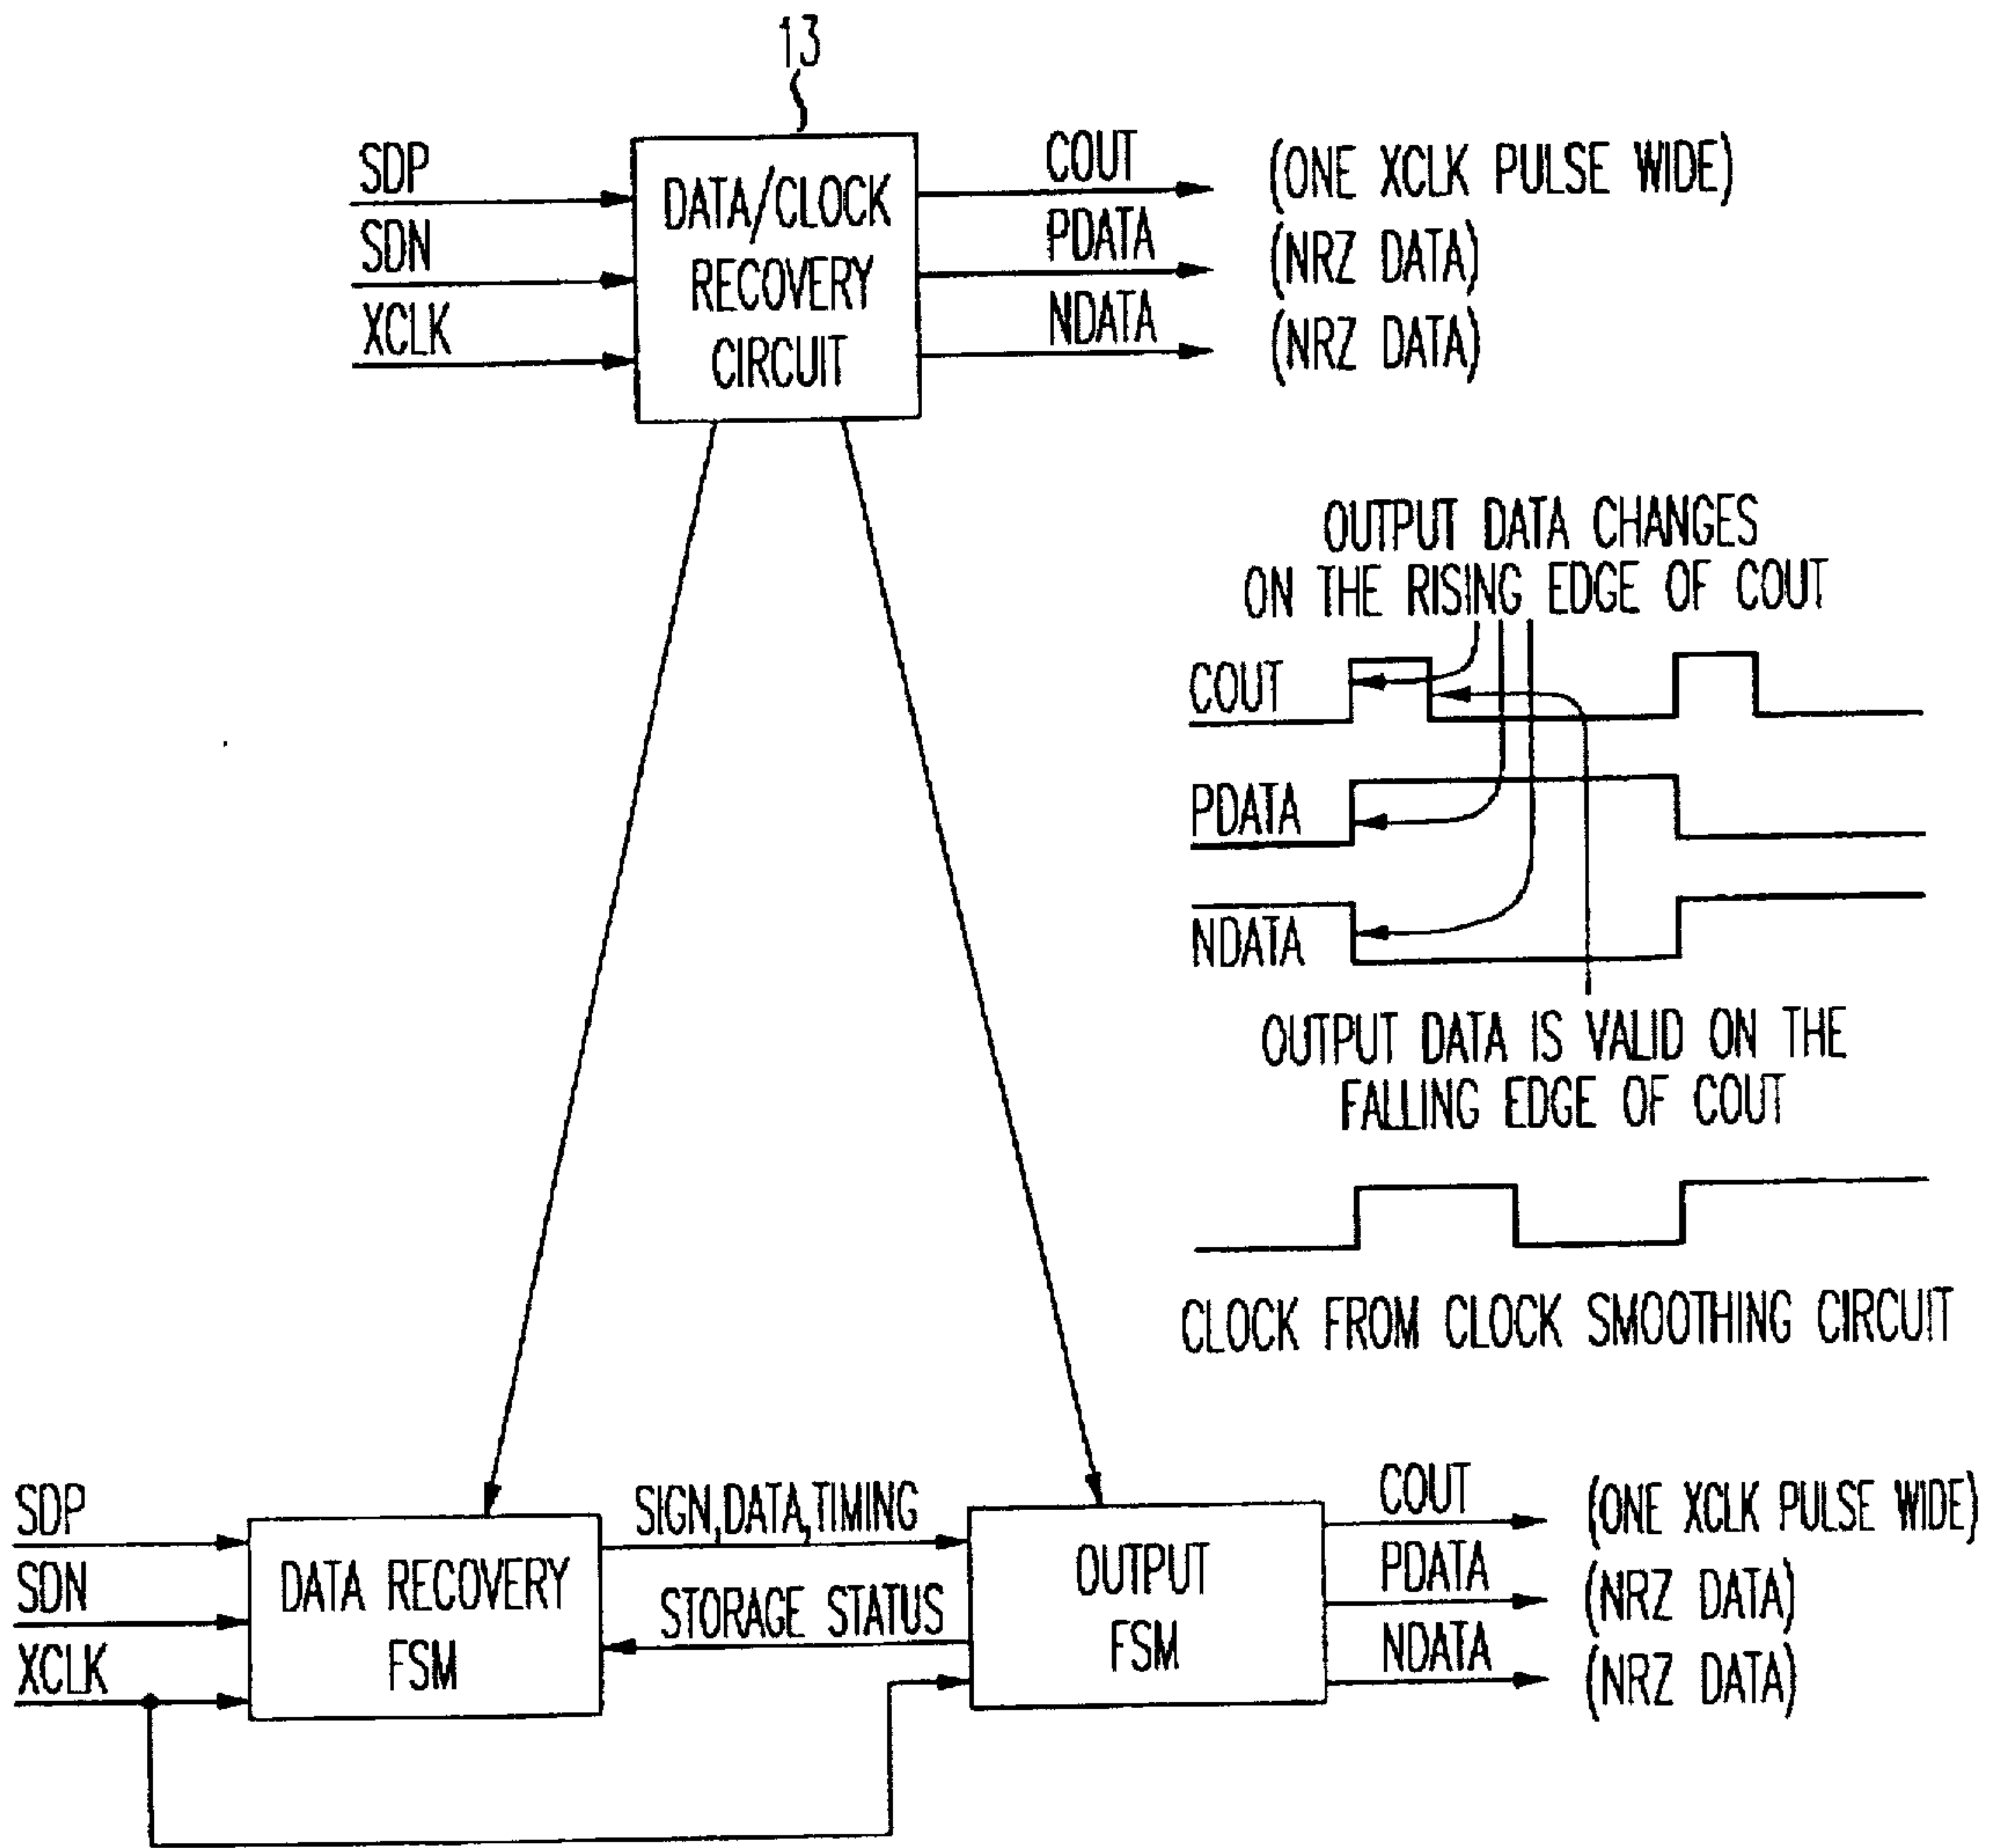 13
SDP
SDN
XCLK
DATA/CLOCK
RECOVERY
CIRCUIT
COUT
PDATA
NDATA
(ONE XCLK PULSE WIDE)
(NRZ DATA)
(NRZ DATA)
OUTPUT DATA CHANGES
ON THE RISING EDGE OF COUT
COUT
PDATA
NDATA
OUTPUT DATA IS VALID ON THE
FALLING EDGE OF COUT
CLOCK FROM CLOCK SMOOTHING CIRCUIT
SDP
SDN
XCLK
DATA RECOVERY
FSM
SIGN,DATA,TIMING
STORAGE STATUS
OUTPUT
FSM
COUT
PDATA
NDATA
(ONE XCLK PULSE WIDE)
(NRZ DATA)
(NRZ DATA)